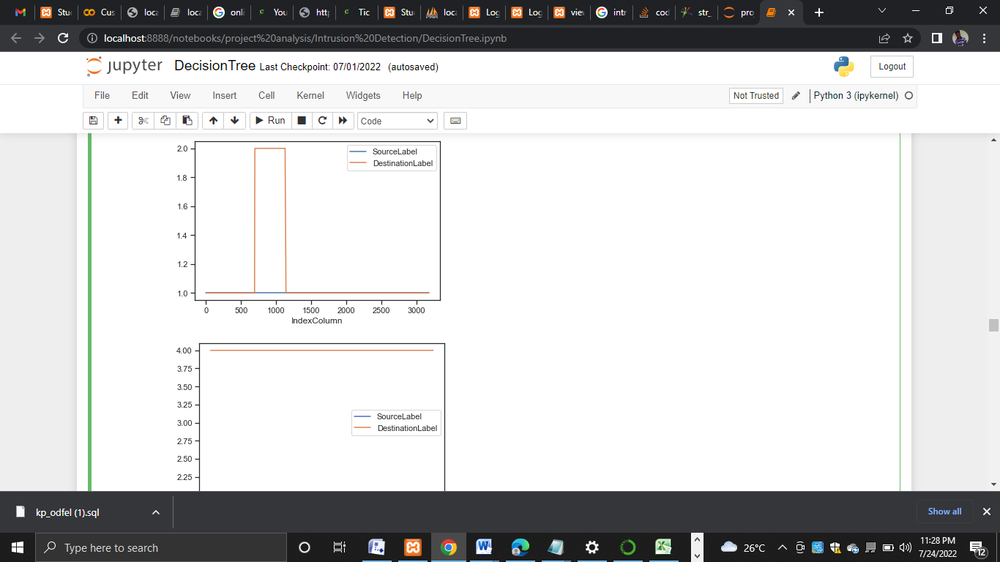 Stu
Cus
loca
loca
onli
You
http
Tic
Stu
loca
Log
Log
view
intr
cod
str_
pro
localhost:8888/notebooks/project%20analysis/Intrusion%20Detection/DecisionTree.ipynb
jupyter DecisionTree Last Checkpoint: 07/01/2022 (autosaved)
Logout
File Edit View Insert Cell Kernel Widgets Help
Not Trusted
Python 3 (ipykernel)
Run
Code
2.0
1.8
1.6
1.4
1.2
1.0
SourceLabel
DestinationLabel
0 500 1000 1500 2000 2500 3000
IndexColumn
4.00
3.75
3.50
3.25
3.00
2.75
2.50
2.25
SourceLabel
DestinationLabel
kp_odfel (1).sql
Show all
Type here to search
26°C
11:28 PM
7/24/2022
12